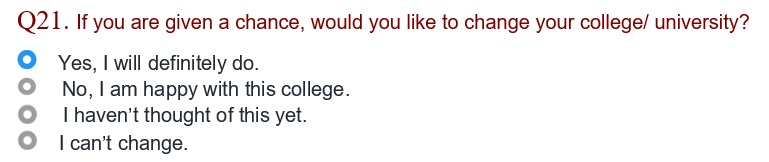 Q21. If you are given a chance, would you like to change your college/ university?
Yes, I will definitely do.
No, I am happy with this college.
I haven't thought of this yet.
I can't change.